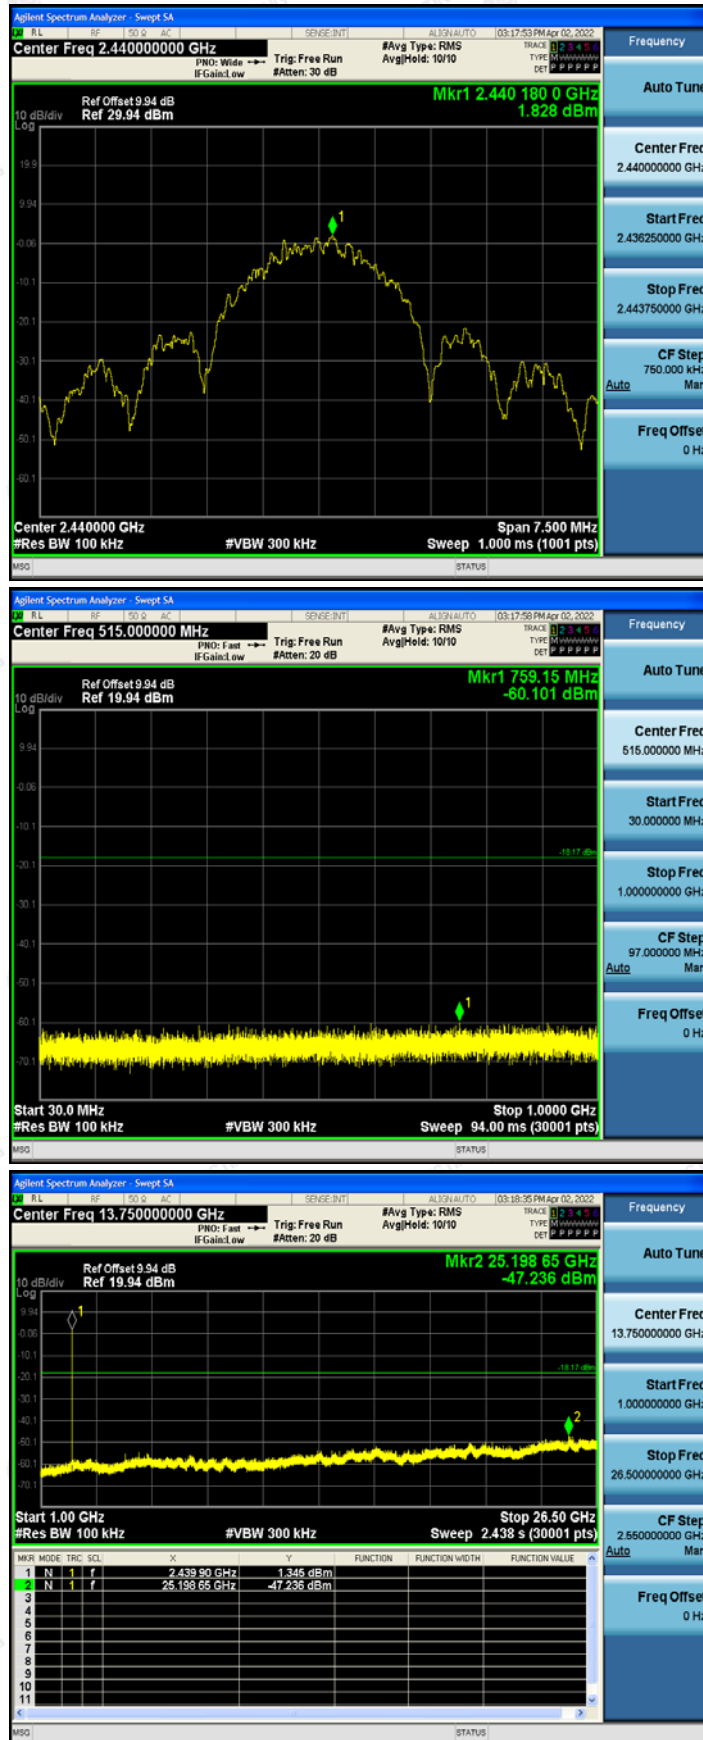 Agilent Spectrum Analyzer - Swept SA
RL RF 50 Ω AC SENSE:INT ALIGNAUTO 03:17:53 PM Apr 02, 2022
Center Freq 2.440000000 GHz
PNO: Wide
IFGain:Low
Trig: Free Run
#Atten: 30 dB
#Avg Type: RMS
Avg|Hold: 10/10
TRACE 1 2 3 4 5 6
TYPE M
DET P P P P P P
Mkr1 2.440 180 0 GHz
1.828 dBm
Ref Offset 9.94 dB
Ref 29.94 dBm
10 dB/div
Log
19.9
9.94
-0.06
-10.1
-20.1
-30.1
-40.1
-50.1
-60.1
1
Center 2.440000 GHz
Span 7.500 MHz
#Res BW 100 kHz
#VBW 300 kHz
Sweep 1.000 ms (1001 pts)
MSG STATUS
Frequency
Auto Tune
Center Freq
2.440000000 GHz
Start Freq
2.436250000 GHz
Stop Freq
2.443750000 GHz
CF Step
750.000 kHz
Auto Man
Freq Offset
0 Hz
Agilent Spectrum Analyzer - Swept SA
RL RF 50 Ω AC SENSE:INT ALIGNAUTO 03:17:58 PM Apr 02, 2022
Center Freq 515.000000 MHz
PNO: Fast
IFGain:Low
Trig: Free Run
#Atten: 20 dB
#Avg Type: RMS
Avg|Hold: 10/10
TRACE 1 2 3 4 5 6
TYPE M
DET P P P P P P
Mkr1 759.15 MHz
-60.101 dBm
Ref Offset 9.94 dB
Ref 19.94 dBm
10 dB/div
Log
9.94
-0.06
-10.1
-20.1
-30.1
-40.1
-50.1
-60.1
-70.1
-18.17 dBm
1
Start 30.0 MHz
Stop 1.0000 GHz
#Res BW 100 kHz
#VBW 300 kHz
Sweep 94.00 ms (30001 pts)
MSG STATUS
Frequency
Auto Tune
Center Freq
515.000000 MHz
Start Freq
30.000000 MHz
Stop Freq
1.000000000 GHz
CF Step
97.000000 MHz
Auto Man
Freq Offset
0 Hz
Agilent Spectrum Analyzer - Swept SA
RL RF 50 Ω AC SENSE:INT ALIGNAUTO 03:18:35 PM Apr 02, 2022
Center Freq 13.750000000 GHz
PNO: Fast
IFGain:Low
Trig: Free Run
#Atten: 20 dB
#Avg Type: RMS
Avg|Hold: 10/10
TRACE 1 2 3 4 5 6
TYPE M
DET P P P P P P
Mkr2 25.198 65 GHz
-47.236 dBm
Ref Offset 9.94 dB
Ref 19.94 dBm
10 dB/div
Log
9.94
-0.06
-10.1
-20.1
-30.1
-40.1
-50.1
-60.1
-70.1
-18.17 dBm
1
2
Start 1.00 GHz
Stop 26.50 GHz
#Res BW 100 kHz
#VBW 300 kHz
Sweep 2.438 s (30001 pts)
MKR MODE TRC SCL X Y FUNCTION FUNCTION WIDTH FUNCTION VALUE
1 N 1 f 2.439 90 GHz 1.345 dBm
2 N 1 f 25.198 65 GHz -47.236 dBm
3
4
5
6
7
8
9
10
11
MSG STATUS
Frequency
Auto Tune
Center Freq
13.750000000 GHz
Start Freq
1.000000000 GHz
Stop Freq
26.500000000 GHz
CF Step
2.550000000 GHz
Auto Man
Freq Offset
0 Hz